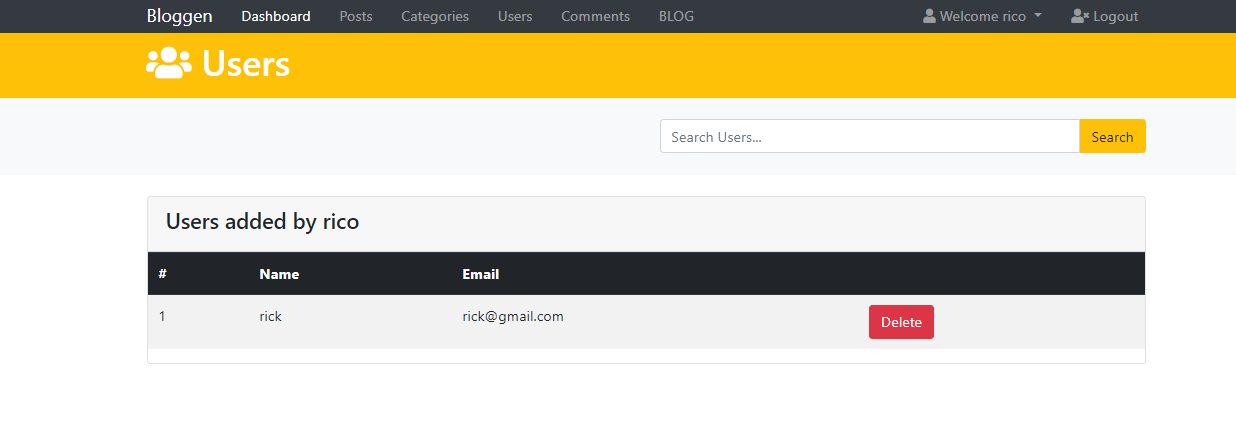 Bloggen Dashboard Posts Categories Users Comments BLOG Welcome rico Logout
Users
Search Users... Search
Users added by rico
# Name Email
1 rick rick@gmail.com Delete